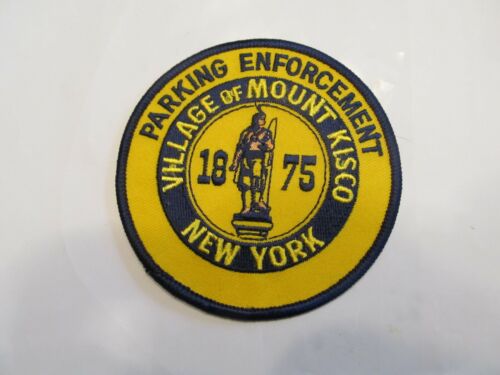 PARKING ENFORCEMENT
VILLAGE OF MOUNT KISCO
18 75
NEW YORK